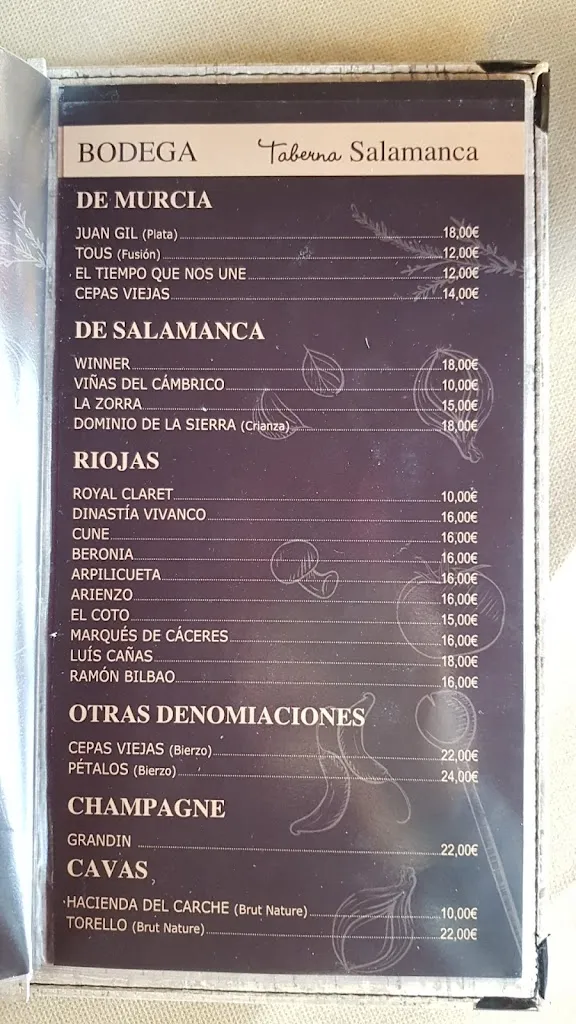 BODEGA Taberna Salamanca
DE MURCIA
JUAN GIL (Plata) 18,00€
TOUS (Fusión) 12,00€
EL TIEMPO QUE NOS UNE 12,00€
CEPAS VIEJAS 14,00€
DE SALAMANCA
WINNER 18,00€
VIÑAS DEL CÁMBRICO 10,00€
LA ZORRA 15,00€
DOMINIO DE LA SIERRA (Crianza) 18,00€
RIOJAS
ROYAL CLARET 10,00€
DINASTÍA VIVANCO 16,00€
CUNE 16,00€
BERONIA 16,00€
ARPILICUETA 16,00€
ARIENZO 16,00€
EL COTO 15,00€
MARQUÉS DE CÁCERES 16,00€
LUÍS CAÑAS 18,00€
RAMÓN BILBAO 16,00€
OTRAS DENOMIACIONES
CEPAS VIEJAS (Bierzo) 22,00€
PÉTALOS (Bierzo) 24,00€
CHAMPAGNE
GRANDIN 22,00€
CAVAS
HACIENDA DEL CARCHE (Brut Nature) 10,00€
TORELLO (Brut Nature) 22,00€